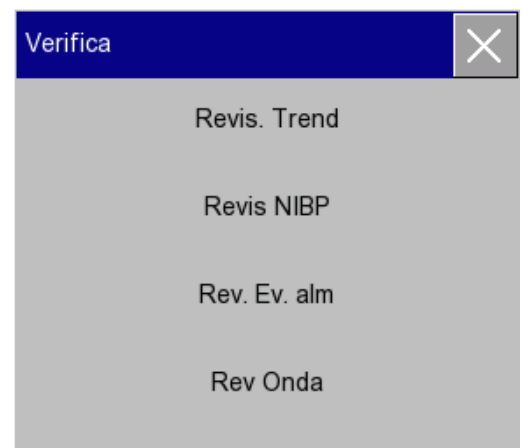 Verifica
Revis. Trend
Revis NIBP
Rev. Ev. alm
Rev Onda